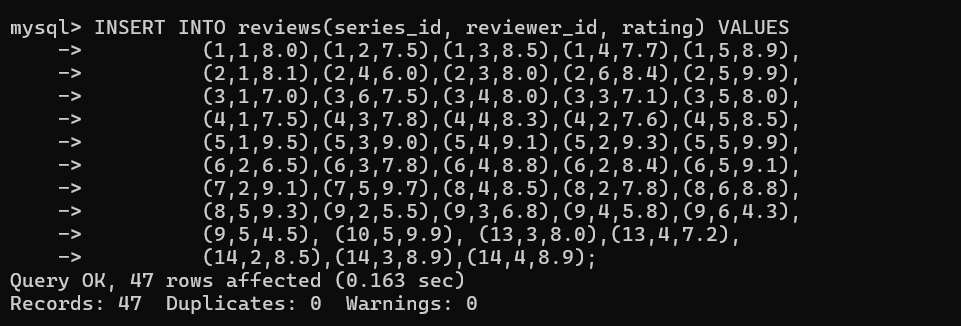 mysql> INSERT INTO reviews(series_id, reviewer_id, rating) VALUES
    ->          (1,1,8.0),(1,2,7.5),(1,3,8.5),(1,4,7.7),(1,5,8.9),
    ->          (2,1,8.1),(2,4,6.0),(2,3,8.0),(2,6,8.4),(2,5,9.9),
    ->          (3,1,7.0),(3,6,7.5),(3,4,8.0),(3,3,7.1),(3,5,8.0),
    ->          (4,1,7.5),(4,3,7.8),(4,4,8.3),(4,2,7.6),(4,5,8.5),
    ->          (5,1,9.5),(5,3,9.0),(5,4,9.1),(5,2,9.3),(5,5,9.9),
    ->          (6,2,6.5),(6,3,7.8),(6,4,8.8),(6,2,8.4),(6,5,9.1),
    ->          (7,2,9.1),(7,5,9.7),(8,4,8.5),(8,2,7.8),(8,6,8.8),
    ->          (8,5,9.3),(9,2,5.5),(9,3,6.8),(9,4,5.8),(9,6,4.3),
    ->          (9,5,4.5), (10,5,9.9), (13,3,8.0),(13,4,7.2),
    ->          (14,2,8.5),(14,3,8.9),(14,4,8.9);
Query OK, 47 rows affected (0.163 sec)
Records: 47  Duplicates: 0  Warnings: 0